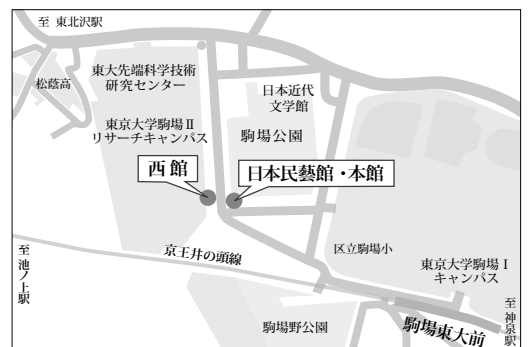 至 東北沢駅
松蔭高
東大先端科学技術
研究センター
日本近代
文学館
東京大学駒場Ⅱ
リサーチキャンパス
駒場公園
西館
日本民藝館・本館
至 池ノ上駅
京王井の頭線
区立駒場小
東京大学駒場Ⅰ
キャンパス
至 神泉駅
駒場野公園
駒場東大前